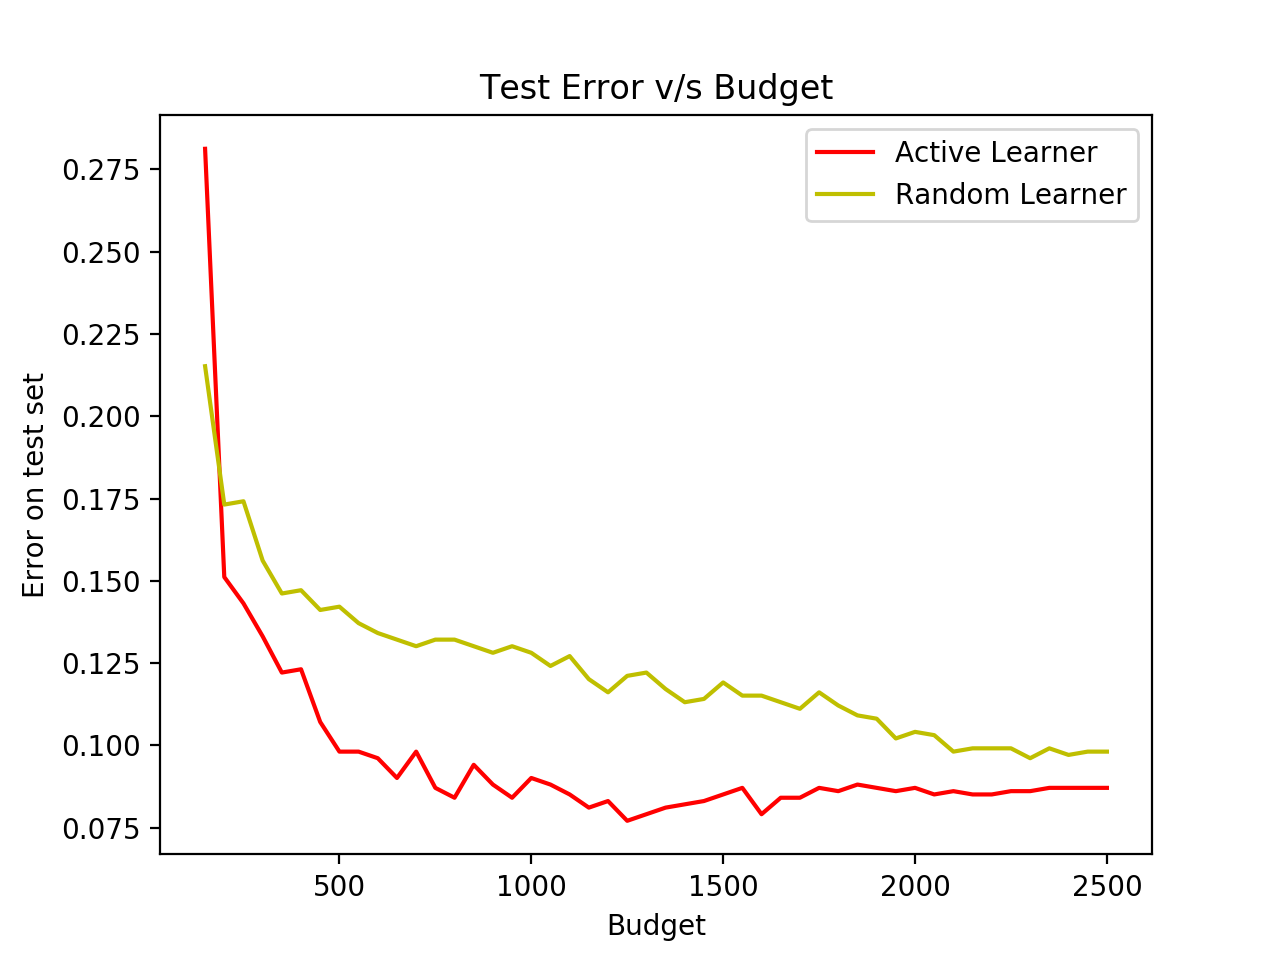 Test Error v/s Budget
Active Learner
Random Learner
0.275
0.250
0.225
0.200
0.175
0.150
0.125
0.100
0.075
Error on test set
500 1000 1500 2000 2500
Budget